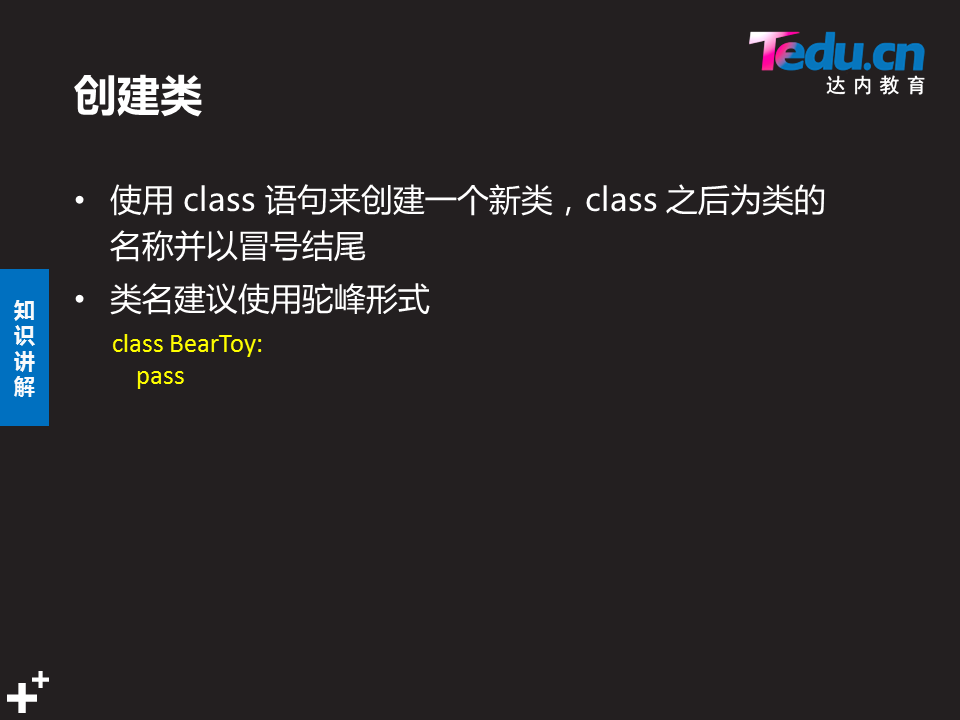 Tedu.cn
达内教育
创建类
• 使用 class 语句来创建一个新类，class 之后为类的
名称并以冒号结尾
• 类名建议使用驼峰形式
class BearToy:
    pass
知识讲解